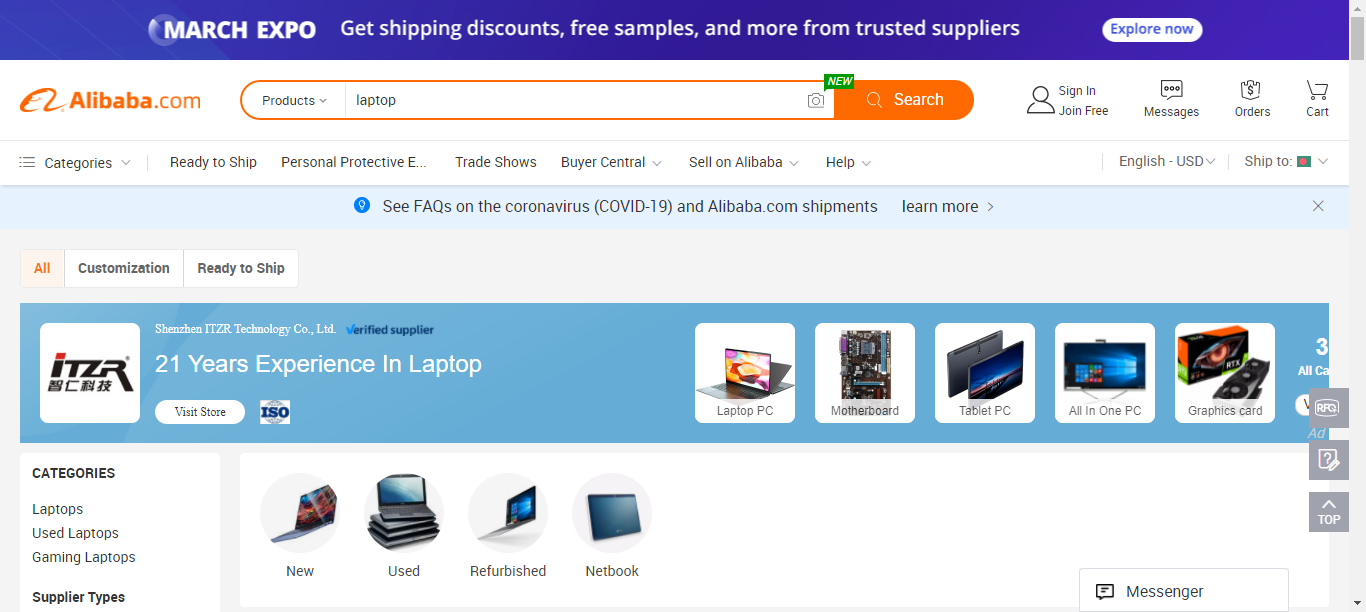 MARCH EXPO Get shipping discounts, free samples, and more from trusted suppliers Explore now
Alibaba.com Products laptop NEW Search Sign In
Join Free Messages Orders Cart
Categories Ready to Ship Personal Protective E... Trade Shows Buyer Central Sell on Alibaba Help English - USD Ship to:
See FAQs on the coronavirus (COVID-19) and Alibaba.com shipments learn more
All Customization Ready to Ship
Shenzhen ITZR Technology Co., Ltd. Verified supplier
21 Years Experience In Laptop
ITZR
智仁科技
Visit Store ISO
Laptop PC Motherboard Tablet PC All In One PC Graphics card
RTX
3
All Ca
V
RFQ
Ad
TOP
CATEGORIES
Laptops
Used Laptops
Gaming Laptops
Supplier Types
New Used Refurbished Netbook
Messenger